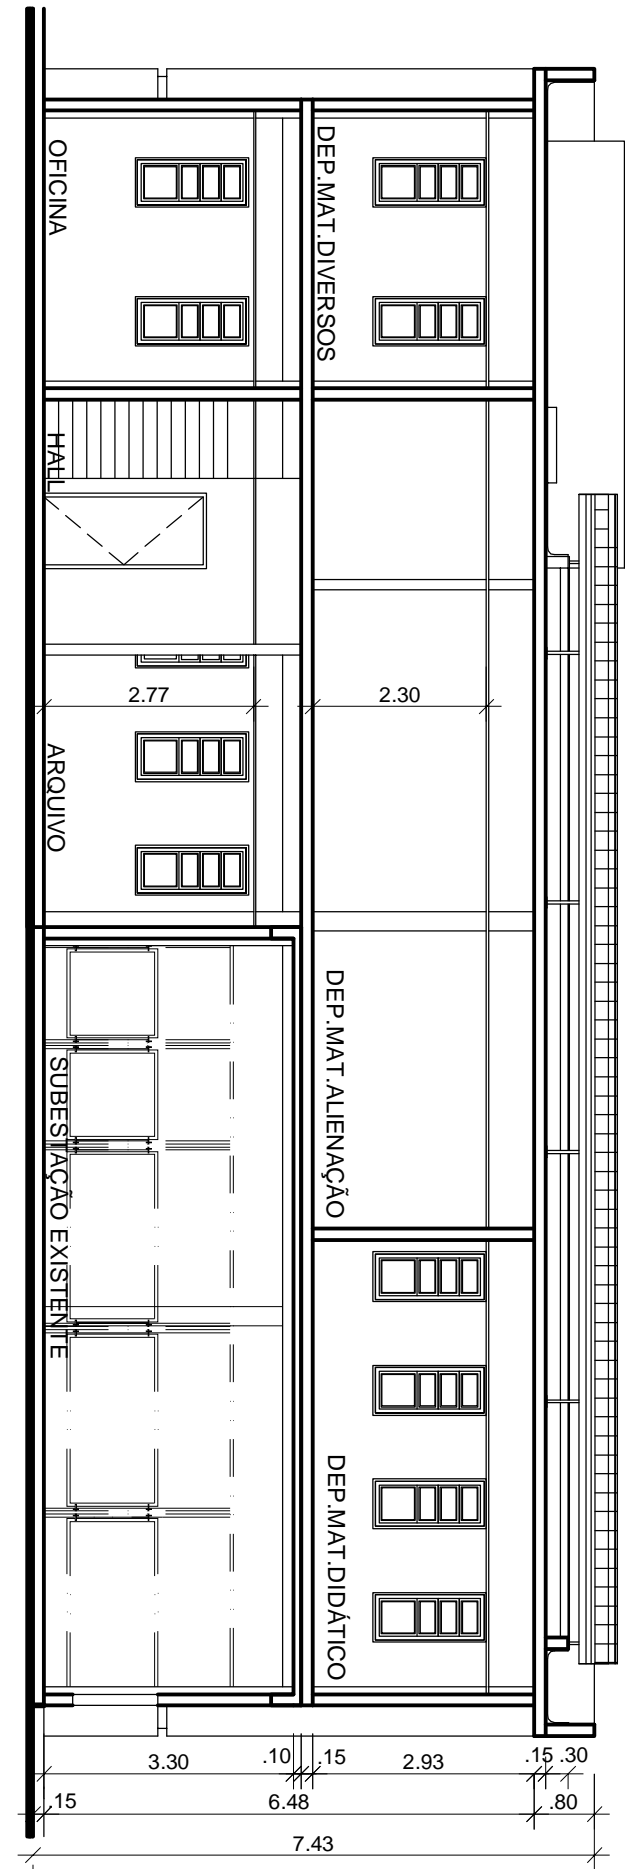 OFICINA
DEP.MAT.DIVERSOS
HALL
2.77
2.30
ARQUIVO
DEP.MAT.ALIENAÇÃO
SUBESTAÇÃO EXISTENTE
DEP.MAT.DIDÁTICO
3.30
.10
.15
2.93
.15
.30
.15
6.48
.80
7.43